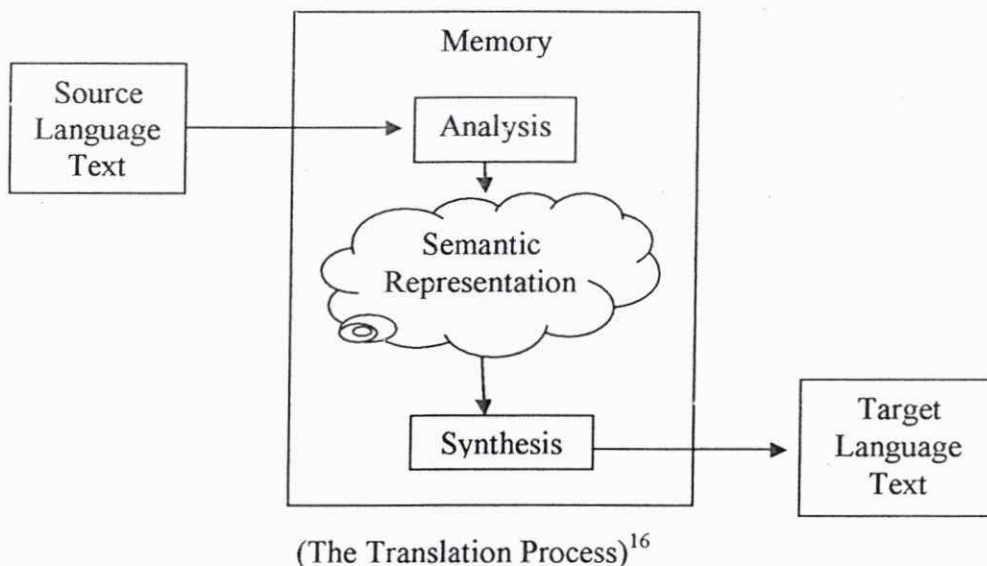 Memory
Source
Language
Text
Analysis
Semantic
Representation
Synthesis
Target
Language
Text
(The Translation Process)16